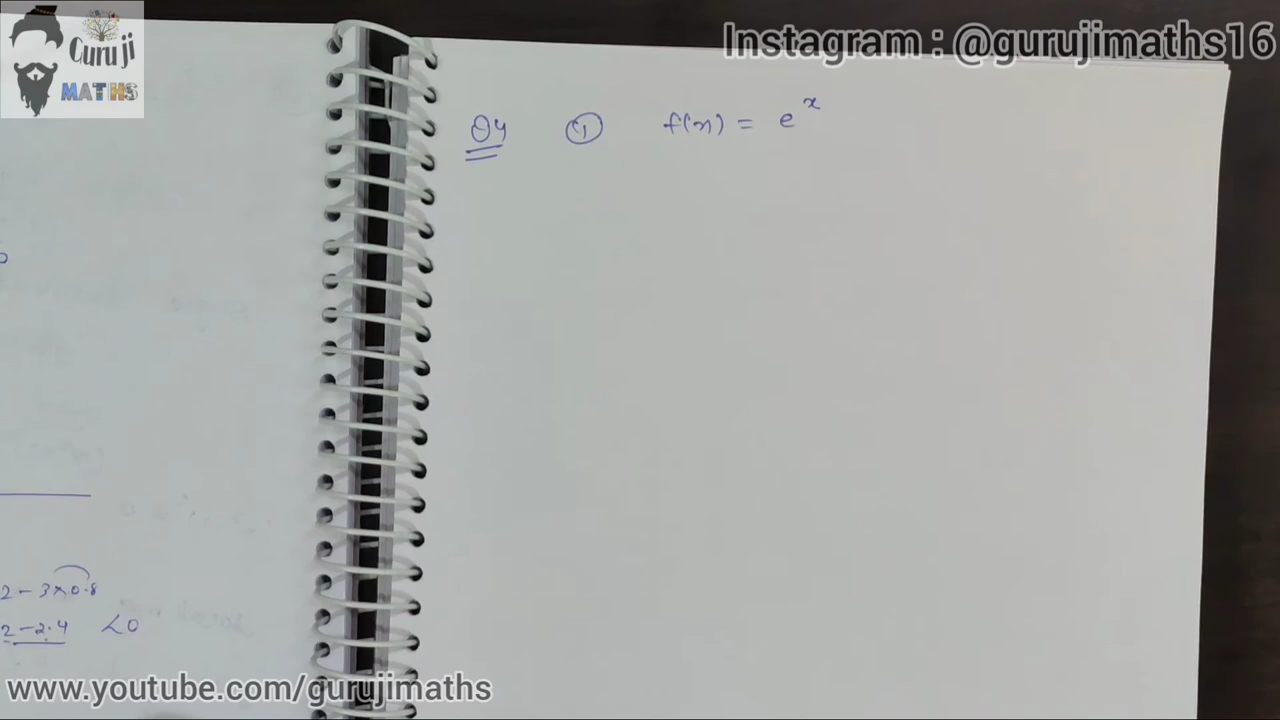 Guru ji
MATHS
Instagram : @gurujimaths16
Q4 ① f(x) = e^x
2 - 3×0.8
2 - 2.4 <0
www.youtube.com/gurujimaths